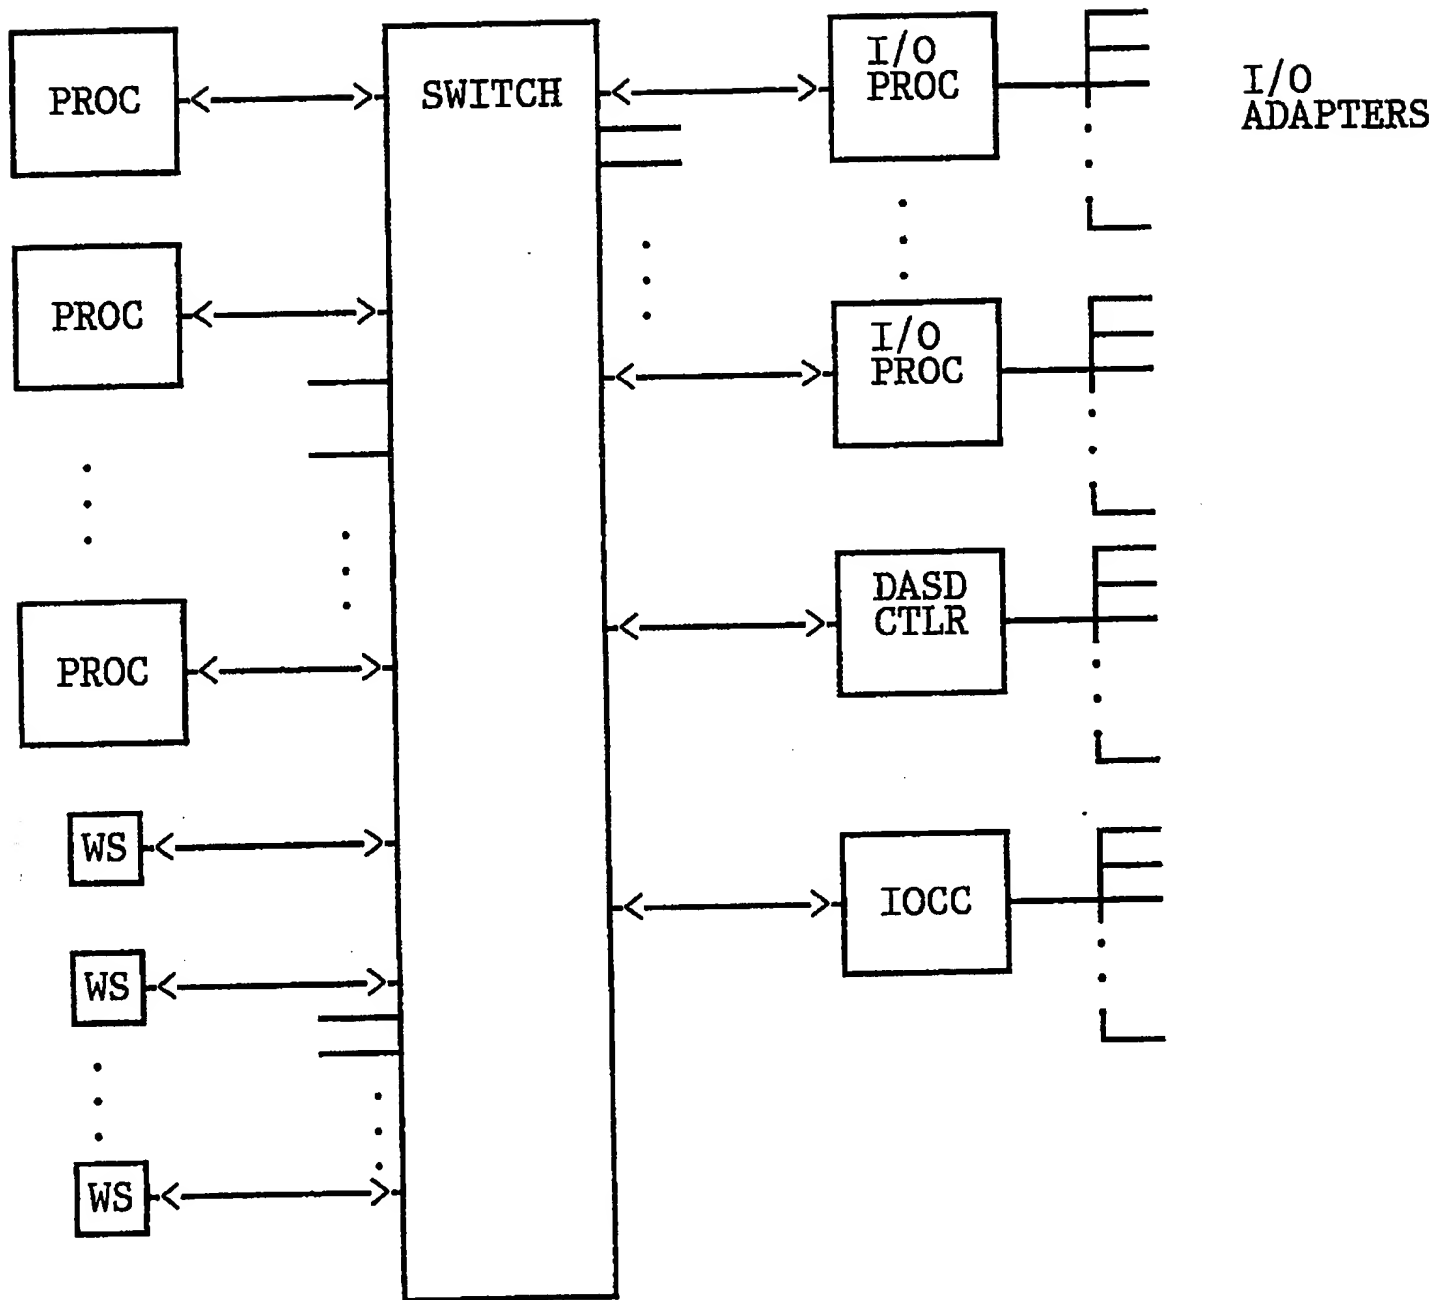 PROC
SWITCH
I/O
PROC
I/O
ADAPTERS
PROC
I/O
PROC
PROC
DASD
CTLR
WS
IOCC
WS
WS